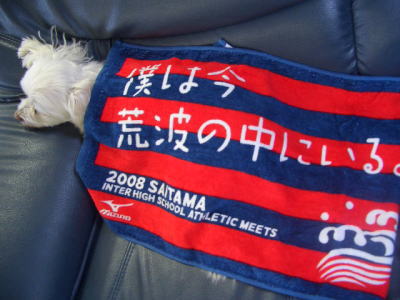 僕は今
荒波の中にいる。
2008 SAITAMA
INTER HIGH SCHOOL ATHLETIC MEETS
MIZUNO